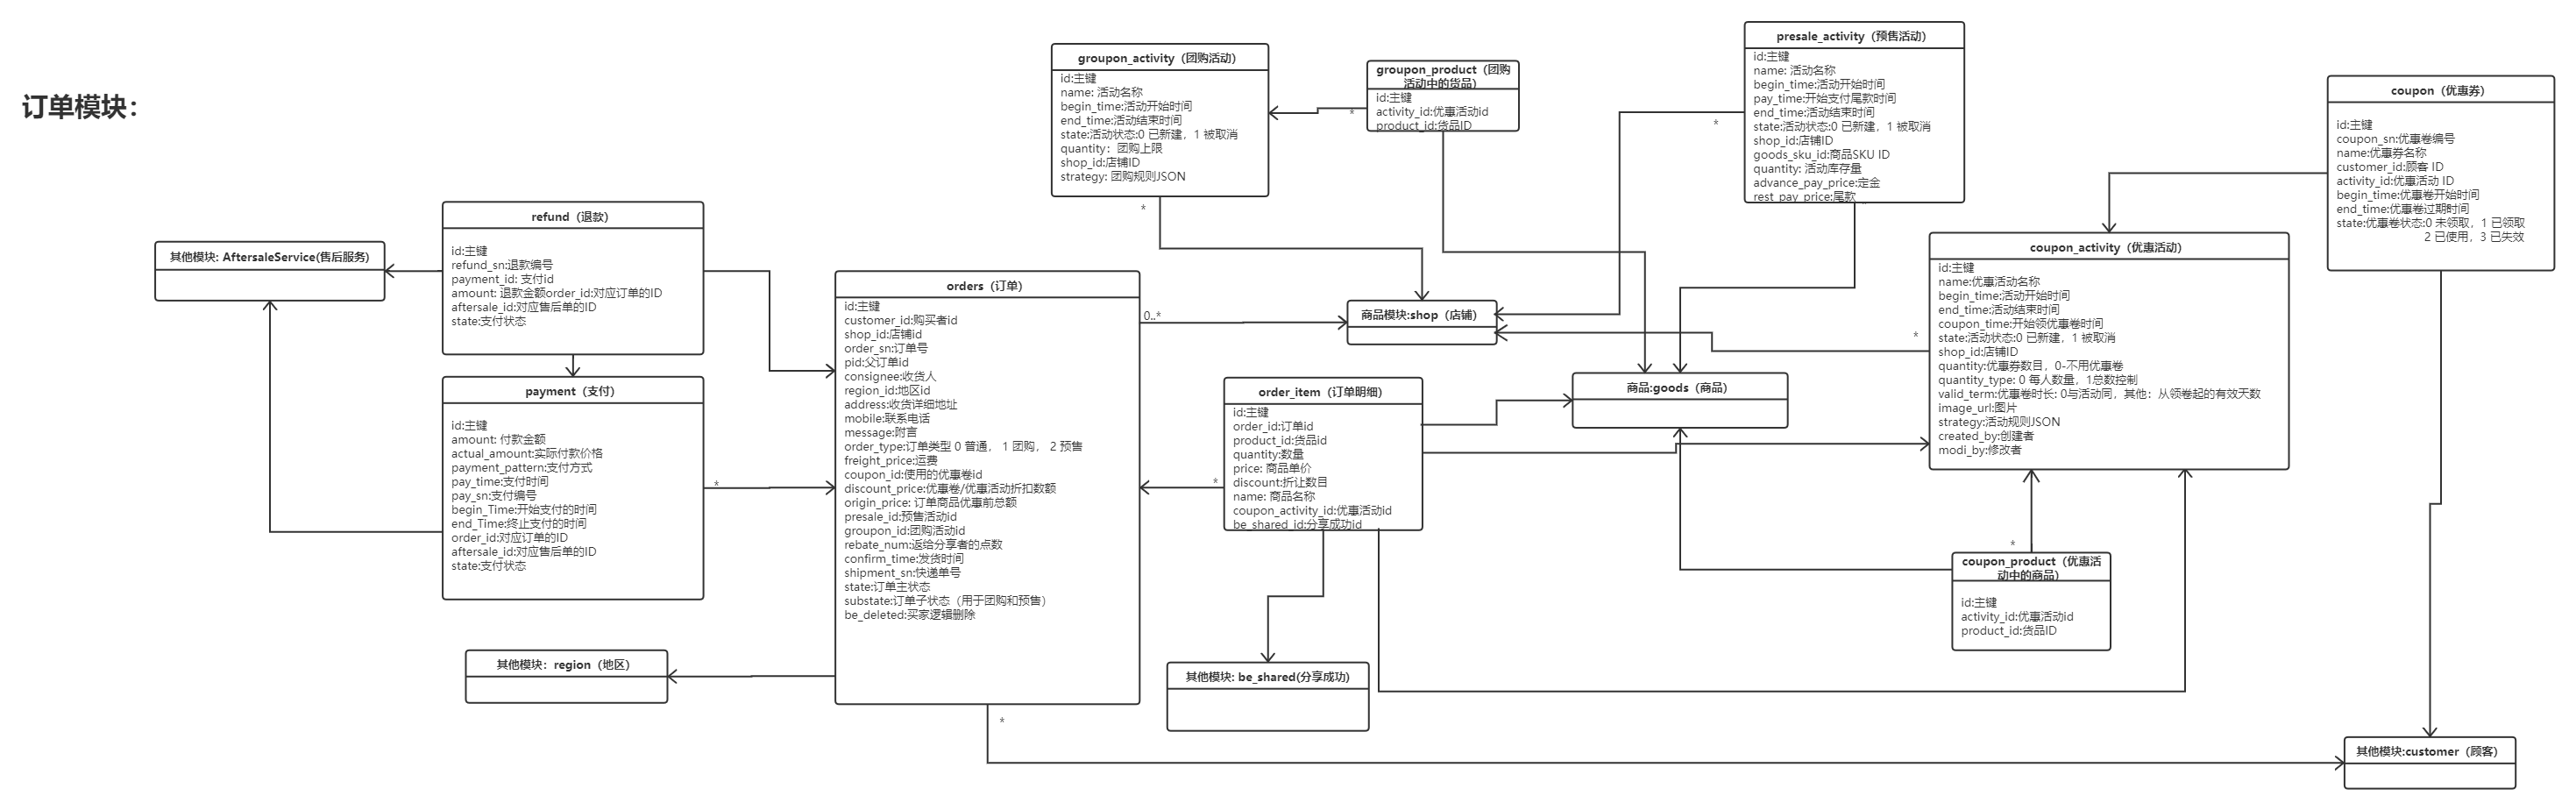 订单模块：
groupon_activity（团购活动）
id:主键
name: 活动名称
begin_time:活动开始时间
end_time:活动结束时间
state:活动状态:0 已新建，1 被取消
quantity：团购上限
shop_id:店铺ID
strategy: 团购规则JSON
*
groupon_product（团购
活动中的货品）
id:主键
activity_id:优惠活动id
product_id:货品ID
*
presale_activity（预售活动）
id:主键
name: 活动名称
begin_time:活动开始时间
pay_time:开始支付尾款时间
end_time:活动结束时间
state:活动状态:0 已新建，1 被取消
shop_id:店铺ID
goods_sku_id:商品SKU ID
quantity: 活动库存量
advance_pay_price:定金
rest_pay_price:尾款
*
coupon（优惠券）
id:主键
coupon_sn:优惠卷编号
name:优惠券名称
customer_id:顾客 ID
activity_id:优惠活动 ID
begin_time:优惠卷开始时间
end_time:优惠卷过期时间
state:优惠卷状态:0 未领取，1 已领取
2 已使用，3 已失效
其他模块: AftersaleService(售后服务)
refund（退款）
id:主键
refund_sn:退款编号
payment_id: 支付id
amount: 退款金额order_id:对应订单的ID
aftersale_id:对应售后单的ID
state:支付状态
payment（支付）
id:主键
amount: 付款金额
actual_amount:实际付款价格
payment_pattern:支付方式
pay_time:支付时间
pay_sn:支付编号
begin_Time:开始支付的时间
end_Time:终止支付的时间
order_id:对应订单的ID
aftersale_id:对应售后单的ID
state:支付状态
*
orders（订单）
id:主键
customer_id:购买者id
shop_id:店铺id
order_sn:订单号
pid:父订单id
consignee:收货人
region_id:地区id
address:收货详细地址
mobile:联系电话
message:附言
order_type:订单类型 0 普通， 1 团购， 2 预售
freight_price:运费
coupon_id:使用的优惠卷id
discount_price:优惠卷/优惠活动折扣数额
origin_price: 订单商品优惠前总额
presale_id:预售活动id
groupon_id:团购活动id
rebate_num:返给分享者的点数
confirm_time:发货时间
shipment_sn:快递单号
state:订单主状态
substate:订单子状态（用于团购和预售）
be_deleted:买家逻辑删除
0..*
*
商品模块:shop（店铺）
order_item（订单明细）
id:主键
order_id:订单id
product_id:货品id
quantity:数量
price: 商品单价
discount:折让数目
name: 商品名称
coupon_activity_id:优惠活动id
be_shared_id:分享成功id
*
商品:goods（商品）
coupon_activity（优惠活动）
id:主键
name:优惠活动名称
begin_time:活动开始时间
end_time:活动结束时间
coupon_time:开始领优惠卷时间
state:活动状态:0 已新建，1 被取消
shop_id:店铺ID
quantity:优惠券数目，0-不用优惠卷
quantity_type: 0 每人数量，1总数控制
valid_term:优惠卷时长: 0与活动同，其他：从领卷起的有效天数
image_url:图片
strategy:活动规则JSON
created_by:创建者
modi_by:修改者
*
*
coupon_product（优惠活
动中的商品）
id:主键
activity_id:优惠活动id
product_id:货品ID
其他模块：region（地区）
其他模块: be_shared(分享成功)
其他模块:customer（顾客）